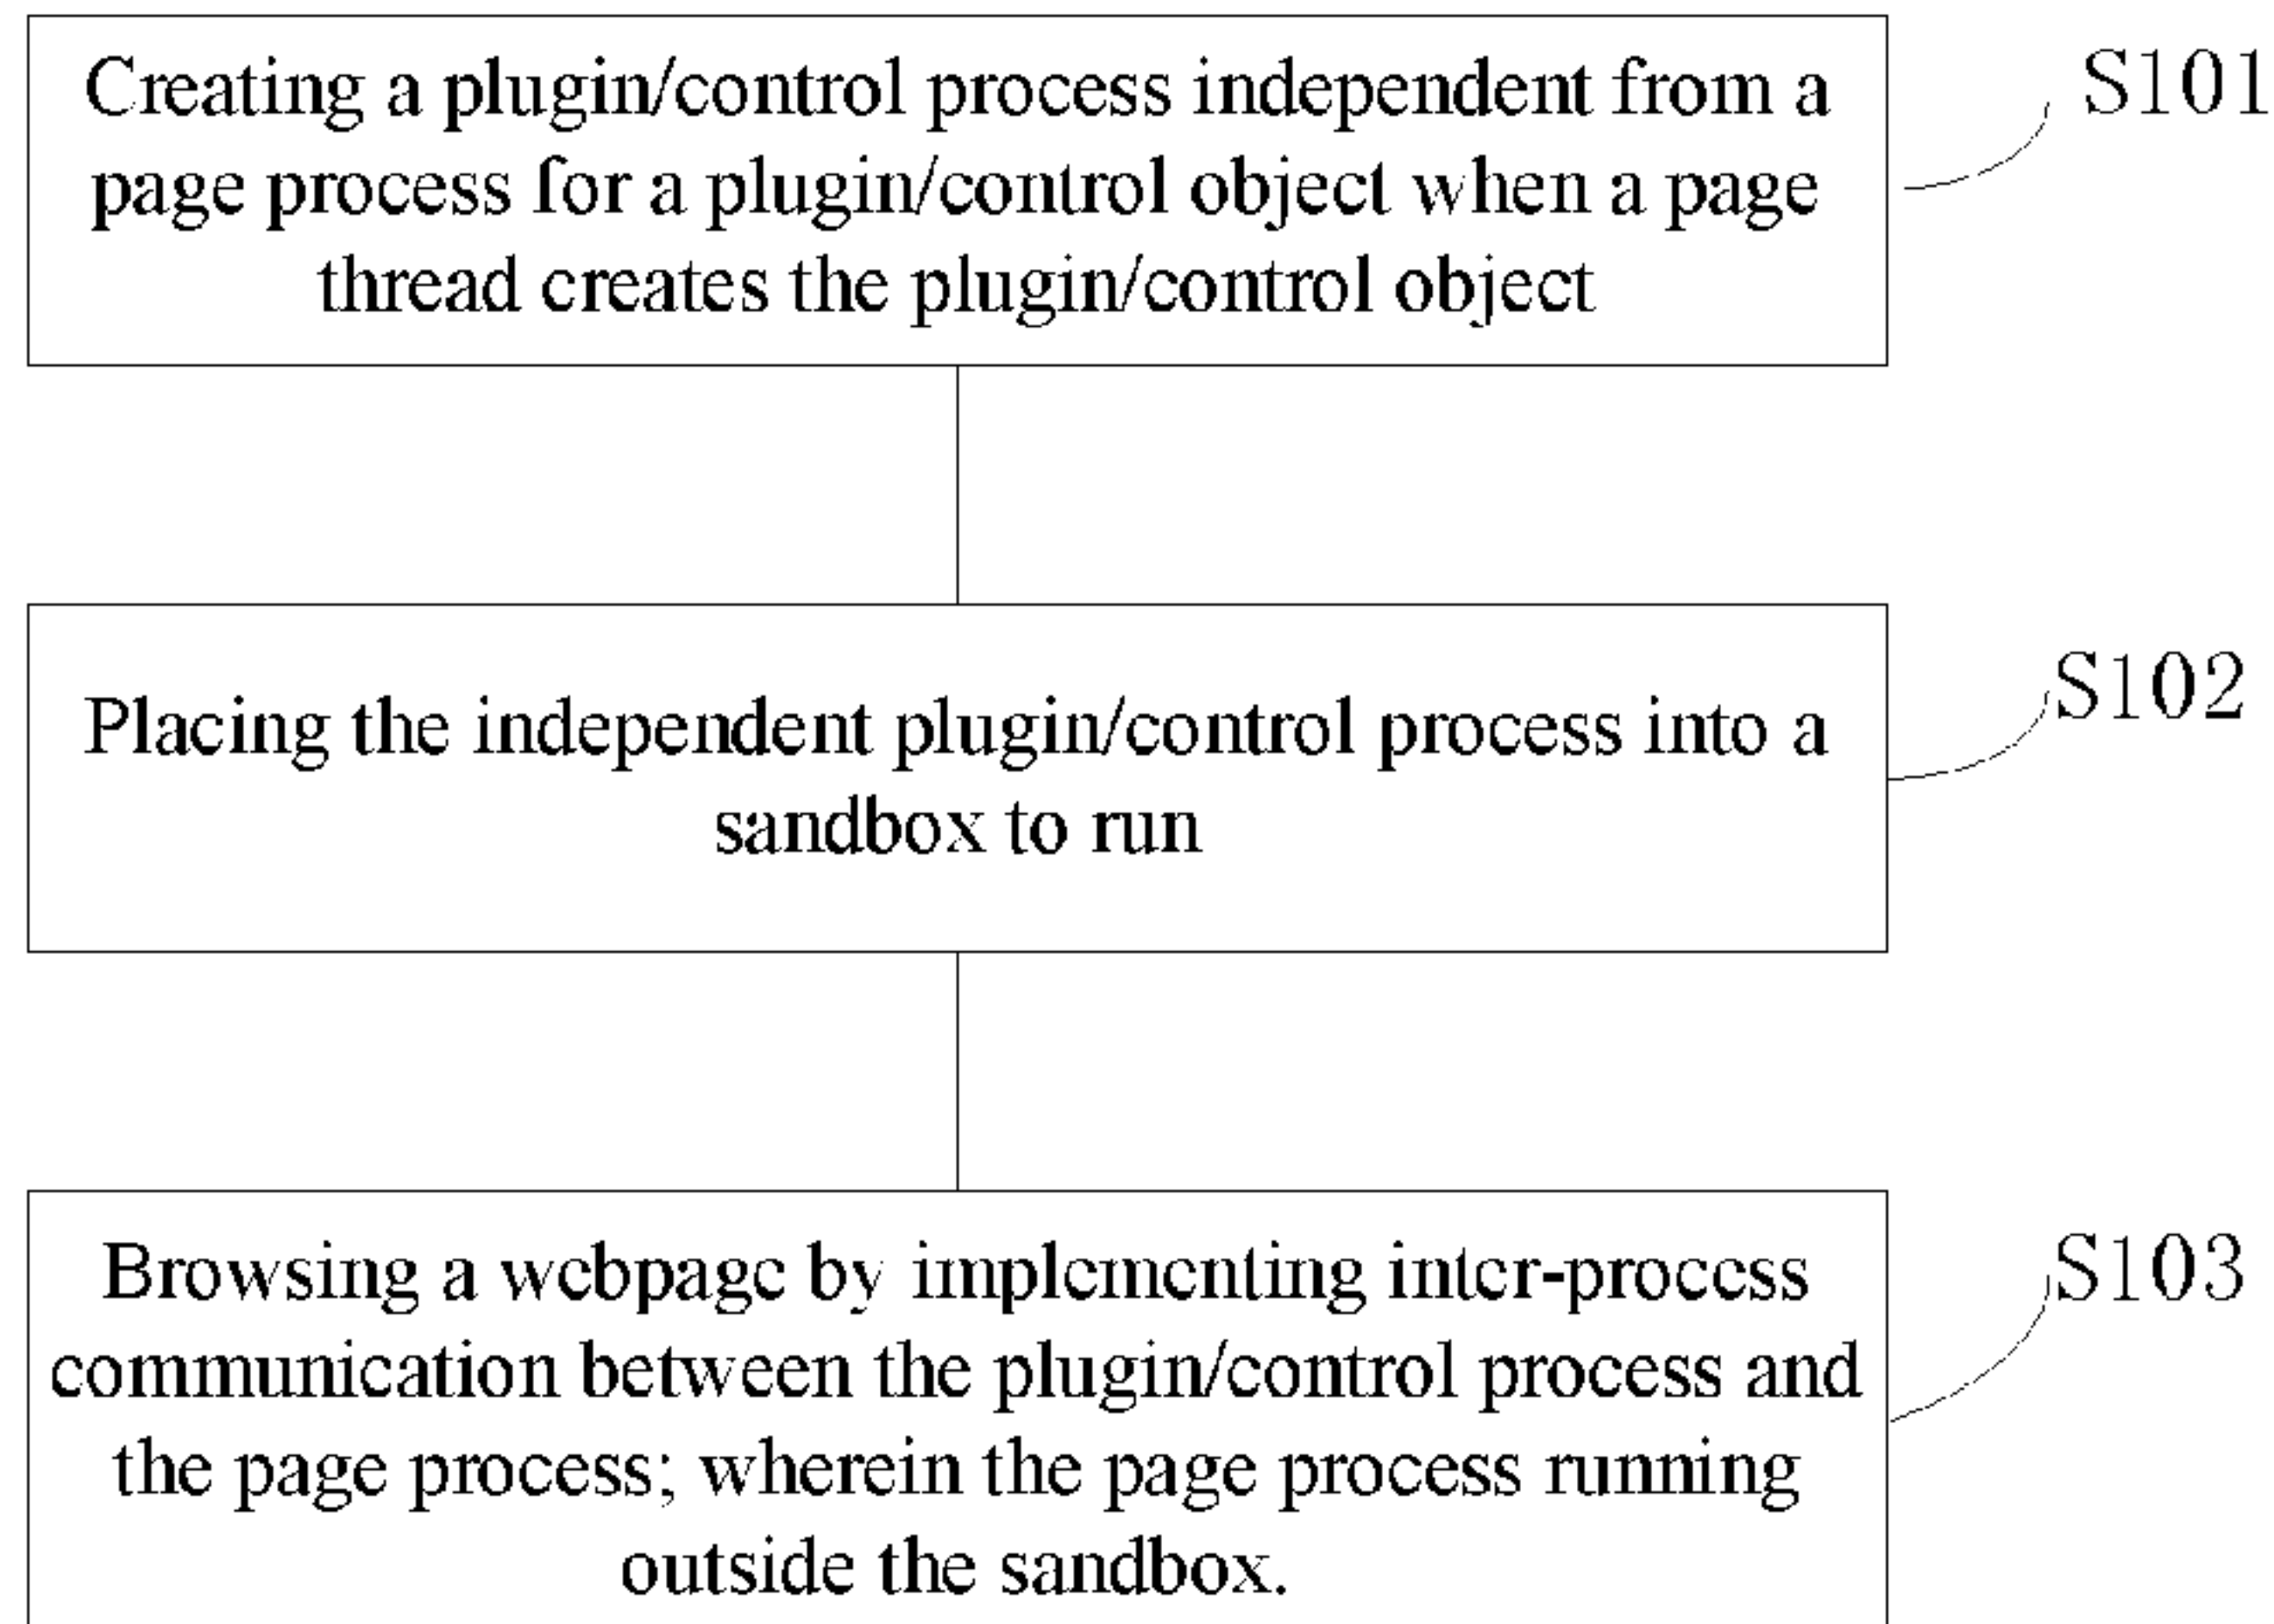 Creating a plugin/control process independent from a
page process for a plugin/control object when a page
thread creates the plugin/control object
S101
Placing the independent plugin/control process into a
sandbox to run
S102
Browsing a webpage by implementing inter-process
communication between the plugin/control process and
the page process; wherein the page process running
outside the sandbox.
S103